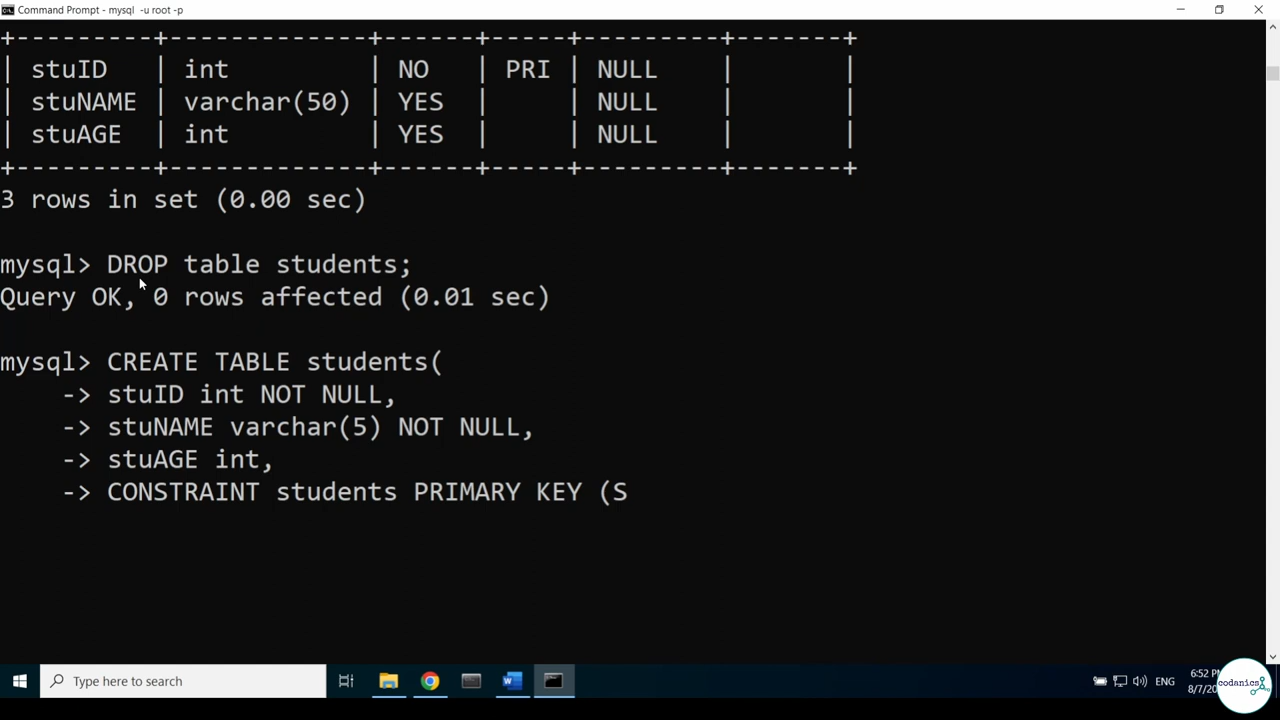 Command Prompt - mysql -u root -p
+---------+-------------+------+-----+---------+-------+
| stuID | int | NO | PRI | NULL | |
| stuNAME | varchar(50) | YES | | NULL | |
| stuAGE | int | YES | | NULL | |
+---------+-------------+------+-----+---------+-------+
3 rows in set (0.00 sec)
mysql> DROP table students;
Query OK, 0 rows affected (0.01 sec)
mysql> CREATE TABLE students(
-> stuID int NOT NULL,
-> stuNAME varchar(5) NOT NULL,
-> stuAGE int,
-> CONSTRAINT students PRIMARY KEY (S
Type here to search
ENG
6:52
codanics